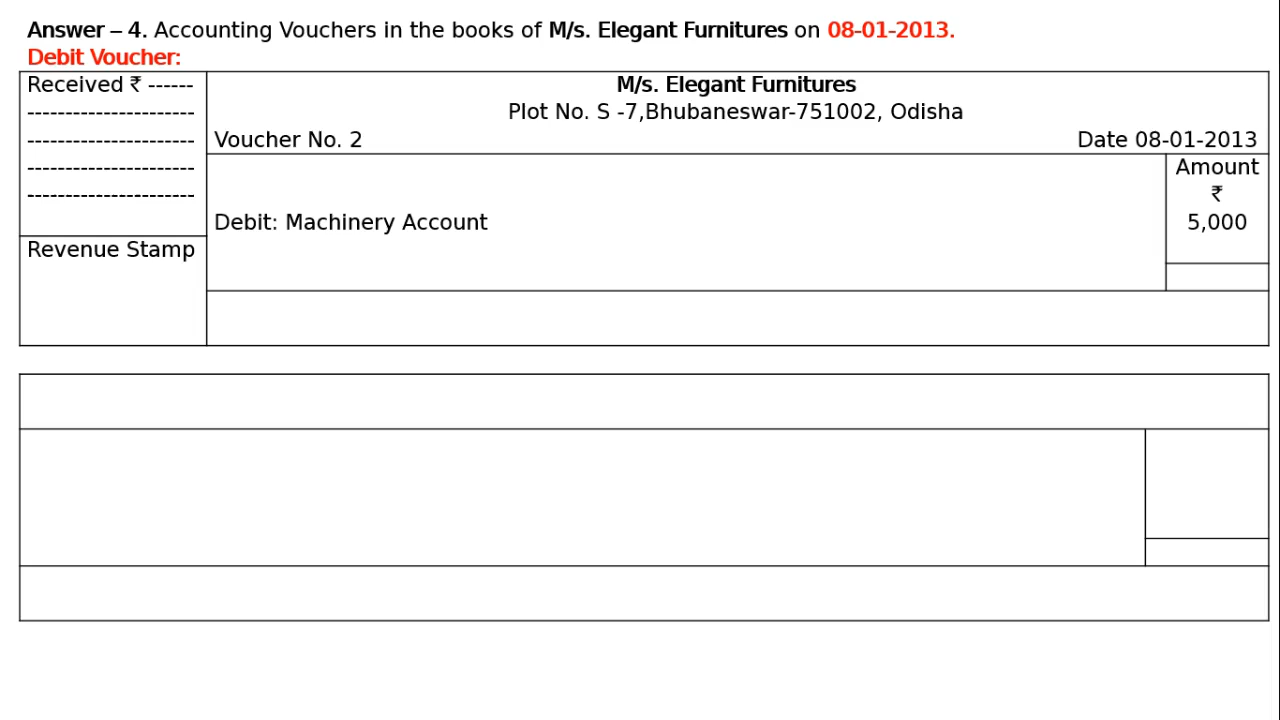 Answer – 4. Accounting Vouchers in the books of M/s. Elegant Furnitures on 08-01-2013.
Debit Voucher:
Received ₹ ------
----------------------
----------------------
----------------------
----------------------
Revenue Stamp
M/s. Elegant Furnitures
Plot No. S -7,Bhubaneswar-751002, Odisha
Voucher No. 2 Date 08-01-2013
Amount
₹
Debit: Machinery Account 5,000